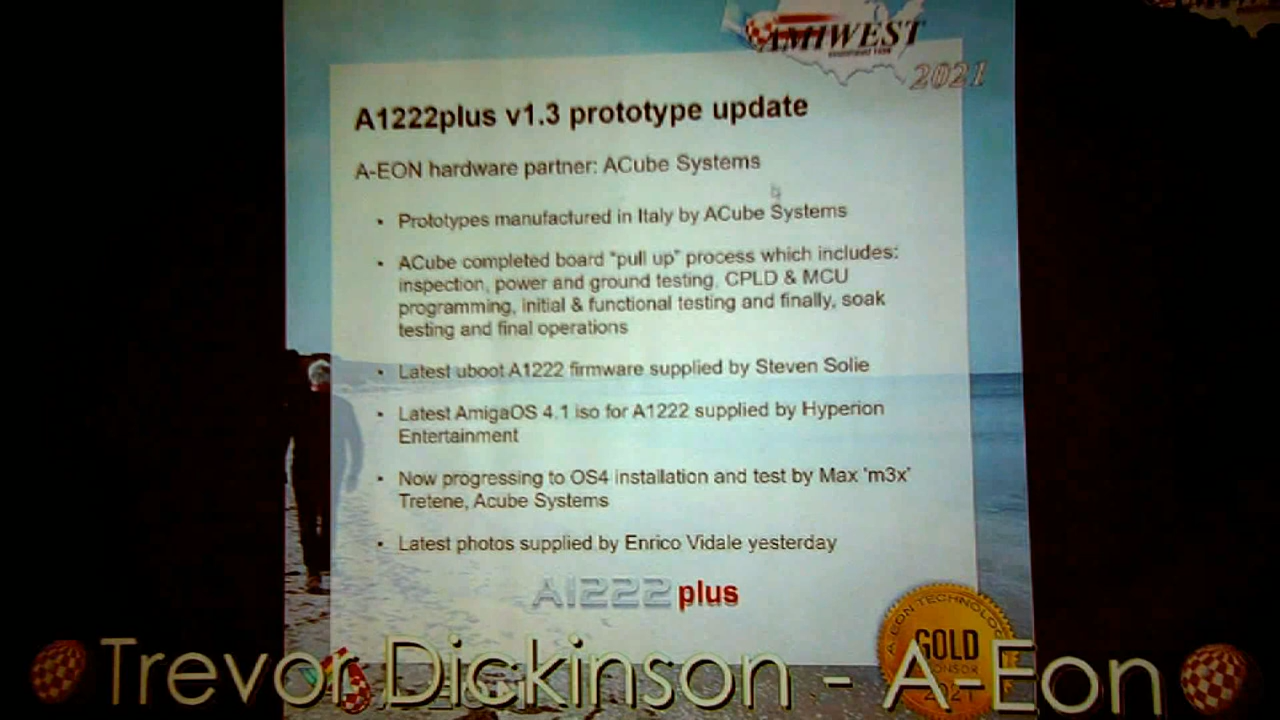 AMIWEST
2021
A1222plus v1.3 prototype update
A-EON hardware partner: ACube Systems
• Prototypes manufactured in Italy by ACube Systems
• ACube completed board "pull up" process which includes:
inspection, power and ground testing, CPLD & MCU
programming, initial & functional testing and finally, soak
testing and final operations
• Latest uboot A1222 firmware supplied by Steven Solie
• Latest AmigaOS 4.1 iso for A1222 supplied by Hyperion
Entertainment
• Now progressing to OS4 installation and test by Max 'm3x'
Tretene, Acube Systems
• Latest photos supplied by Enrico Vidale yesterday
A1222 plus
A-EON TECHNOLOGY
GOLD
SPONSOR
2021
Trevor Dickinson - A-Eon